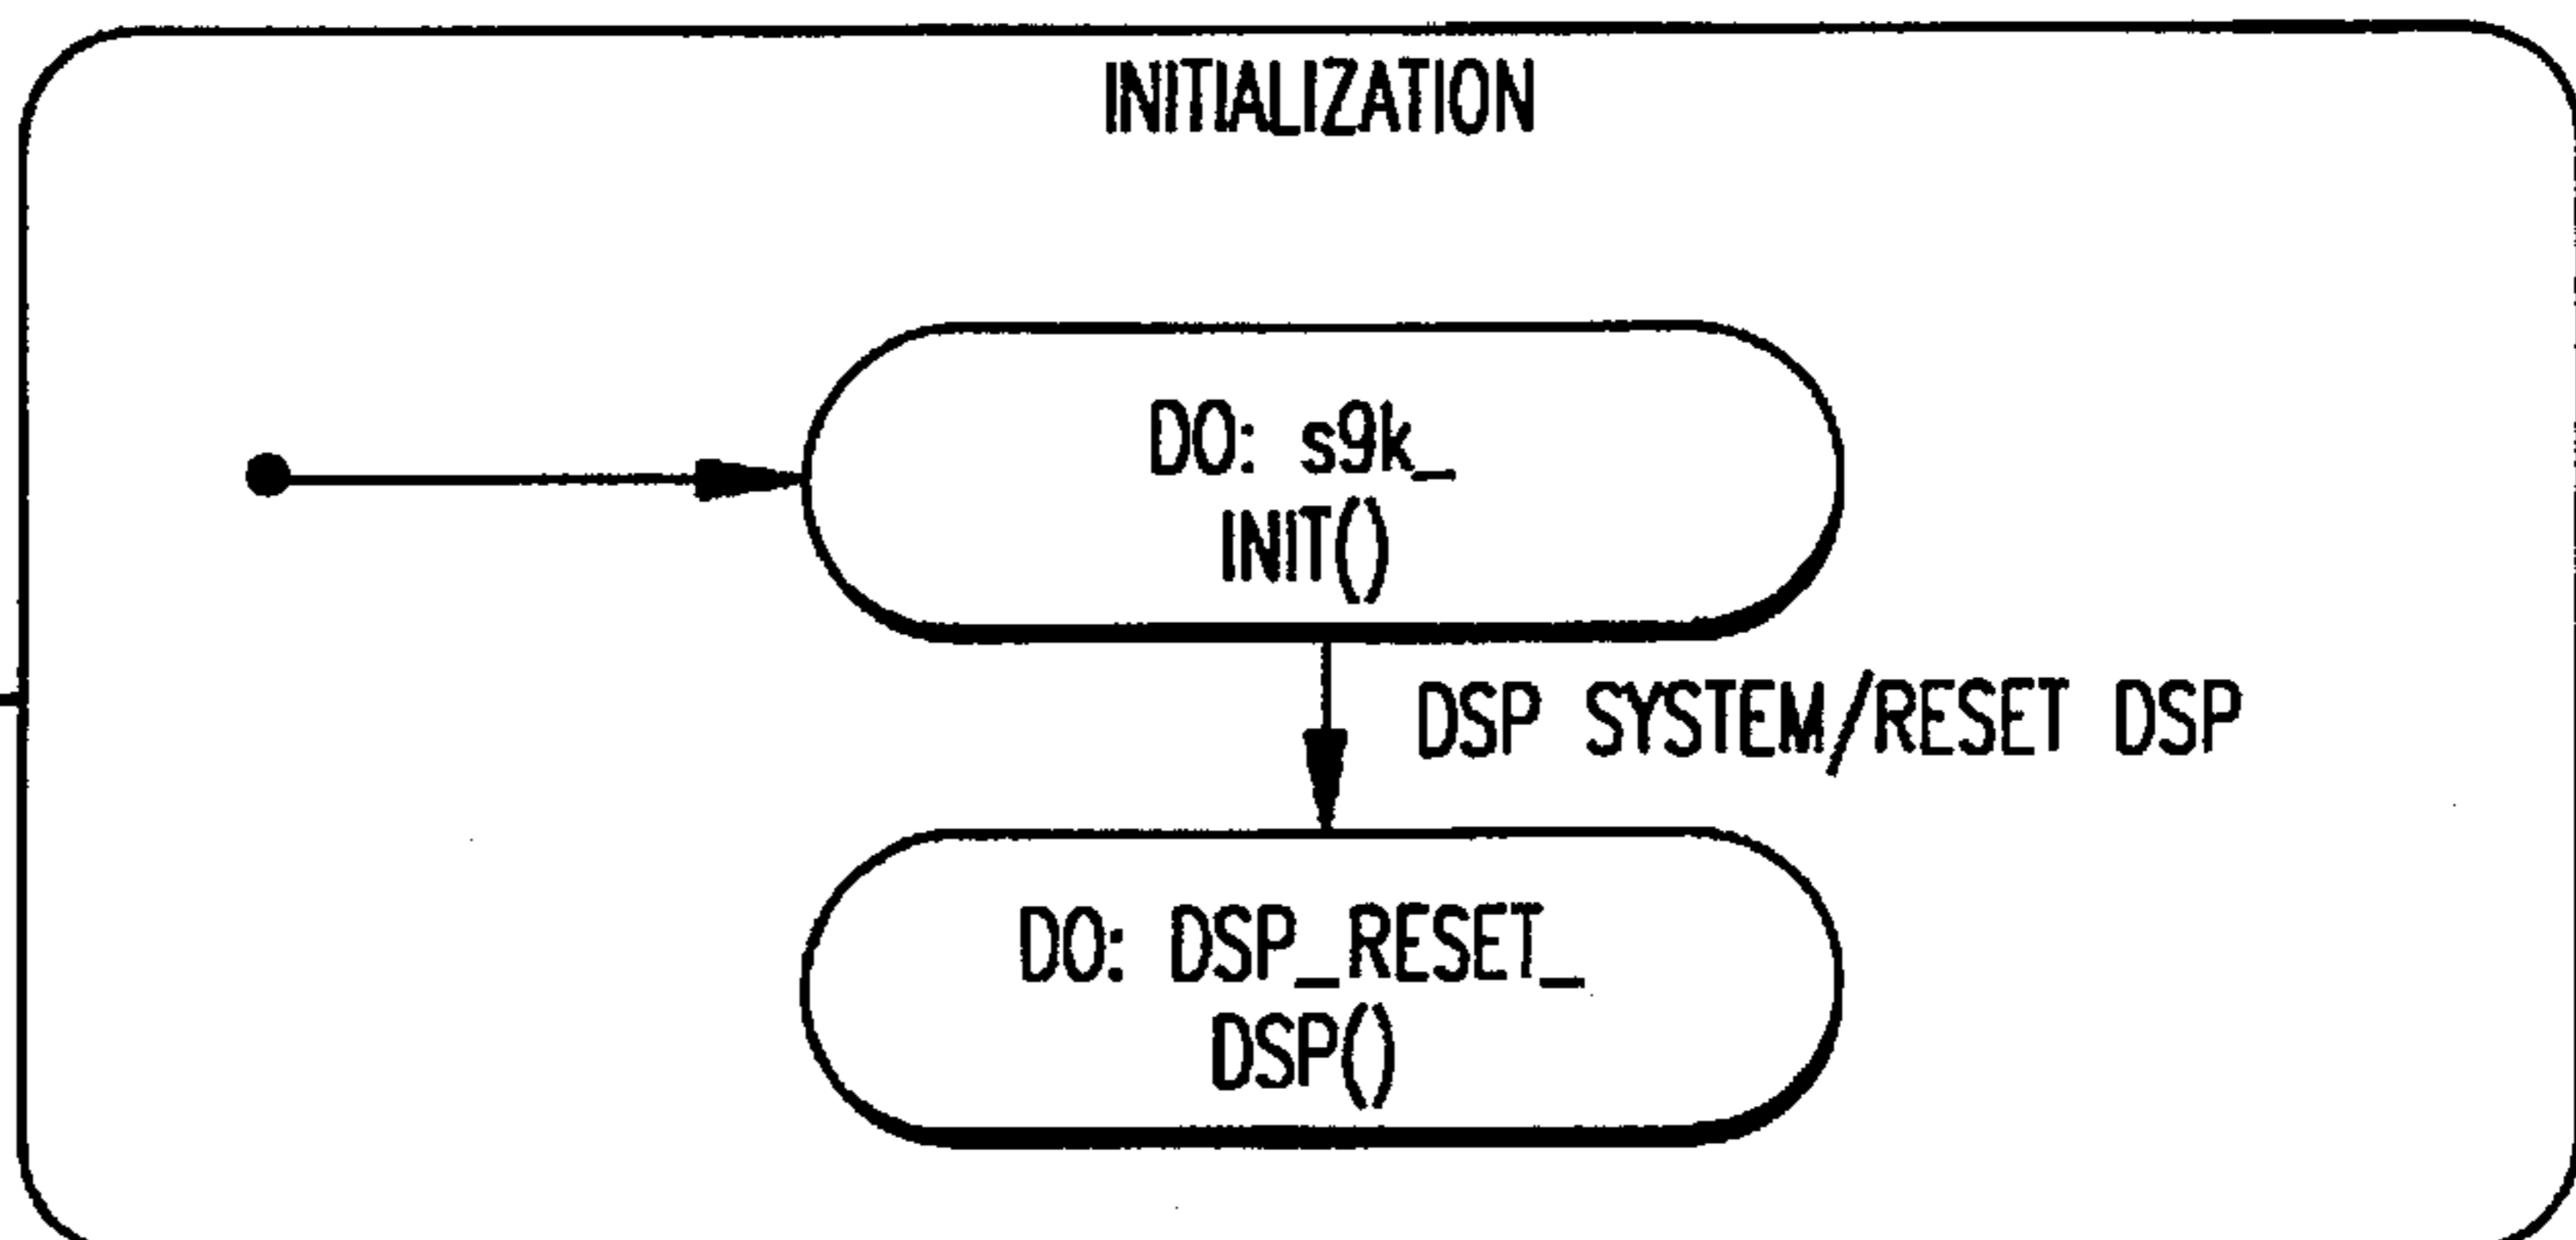 INITIALIZATION
DO: s9k_
INIT()
DSP SYSTEM/RESET DSP
DO: DSP_RESET_
DSP()